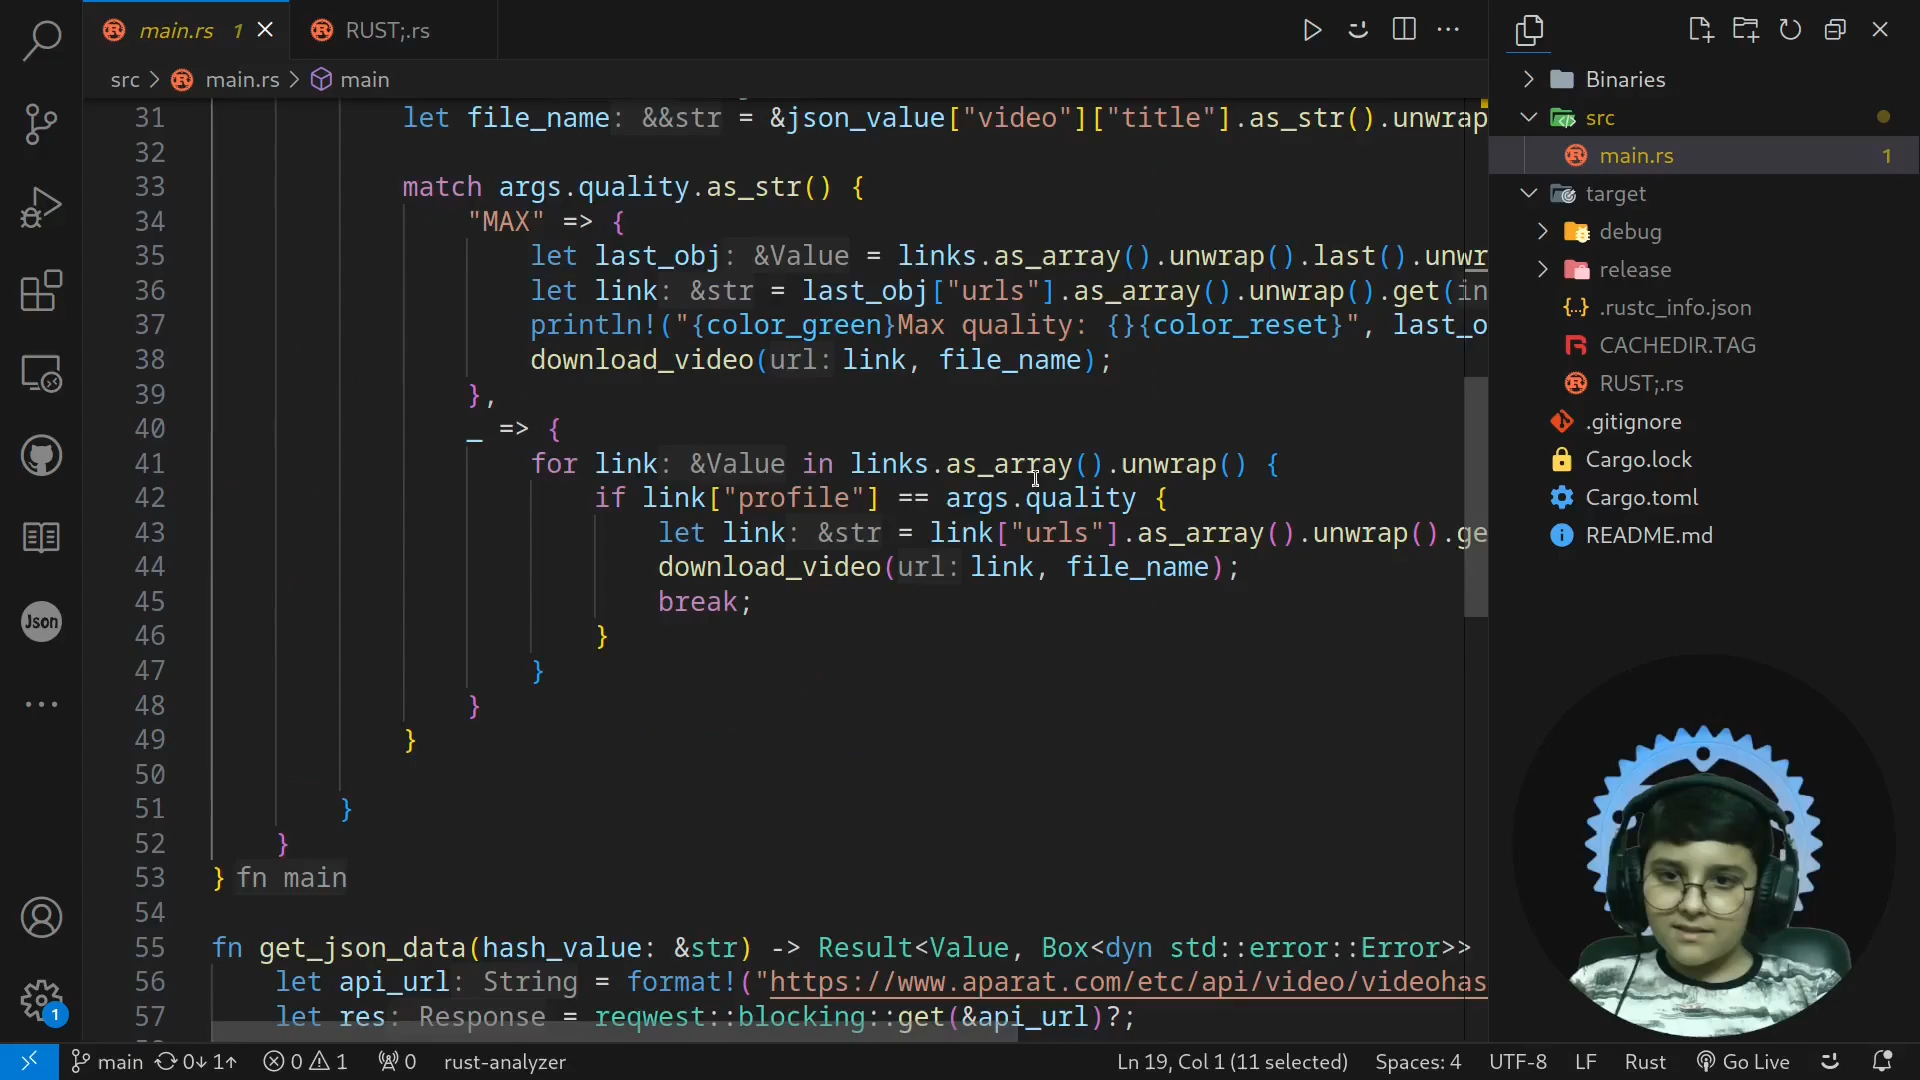 main.rs 1
RUST;.rs
src > main.rs > main
31 let file_name: &&str = &json_value["video"]["title"].as_str().unwrap
32
33 match args.quality.as_str() {
34 "MAX" => {
35 let last_obj: &Value = links.as_array().unwrap().last().unwr
36 let link: &str = last_obj["urls"].as_array().unwrap().get(in
37 println!("{color_green}Max quality: {}{color_reset}", last_o
38 download_video(url: link, file_name);
39 },
40 _ => {
41 for link: &Value in links.as_array().unwrap() {
42 if link["profile"] == args.quality {
43 let link: &str = link["urls"].as_array().unwrap().ge
44 download_video(url: link, file_name);
45 break;
46 }
47 }
48 }
49 }
50
51 }
52 }
53 } fn main
54
55 fn get_json_data(hash_value: &str) -> Result<Value, Box<dyn std::error::Error>>
56 let api_url: String = format!("https://www.aparat.com/etc/api/video/videohas
57 let res: Response = reqwest::blocking::get(&api_url)?;
Binaries
src
main.rs 1
target
debug
release
.rustc_info.json
CACHEDIR.TAG
RUST;.rs
.gitignore
Cargo.lock
Cargo.toml
README.md
Json
1
main 0↓ 1↑ 0 1 0 rust-analyzer
Ln 19, Col 1 (11 selected) Spaces: 4 UTF-8 LF Rust Go Live